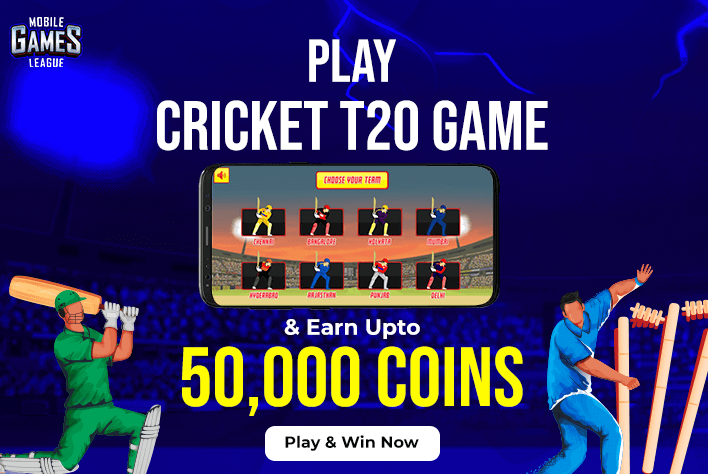 MOBILE
GAMES
LEAGUE
PLAY
CRICKET T20 GAME
CHOOSE YOUR TEAM
CHENNAI BANGALORE KOLKATA MUMBAI
HYDERABAD RAJASTHAN PUNJAB DELHI
& Earn Upto
50,000 COINS
Play & Win Now